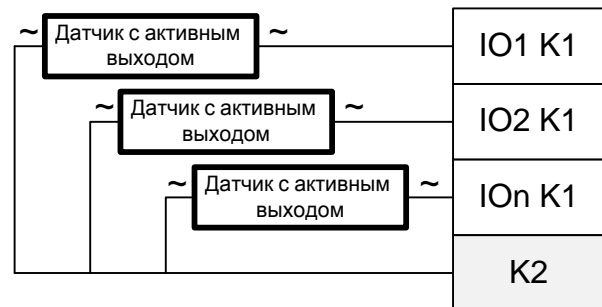 ~ Датчик с активным выходом ~ IO1 K1
~ Датчик с активным выходом ~ IO2 K1
~ Датчик с активным выходом ~ IOn K1
K2